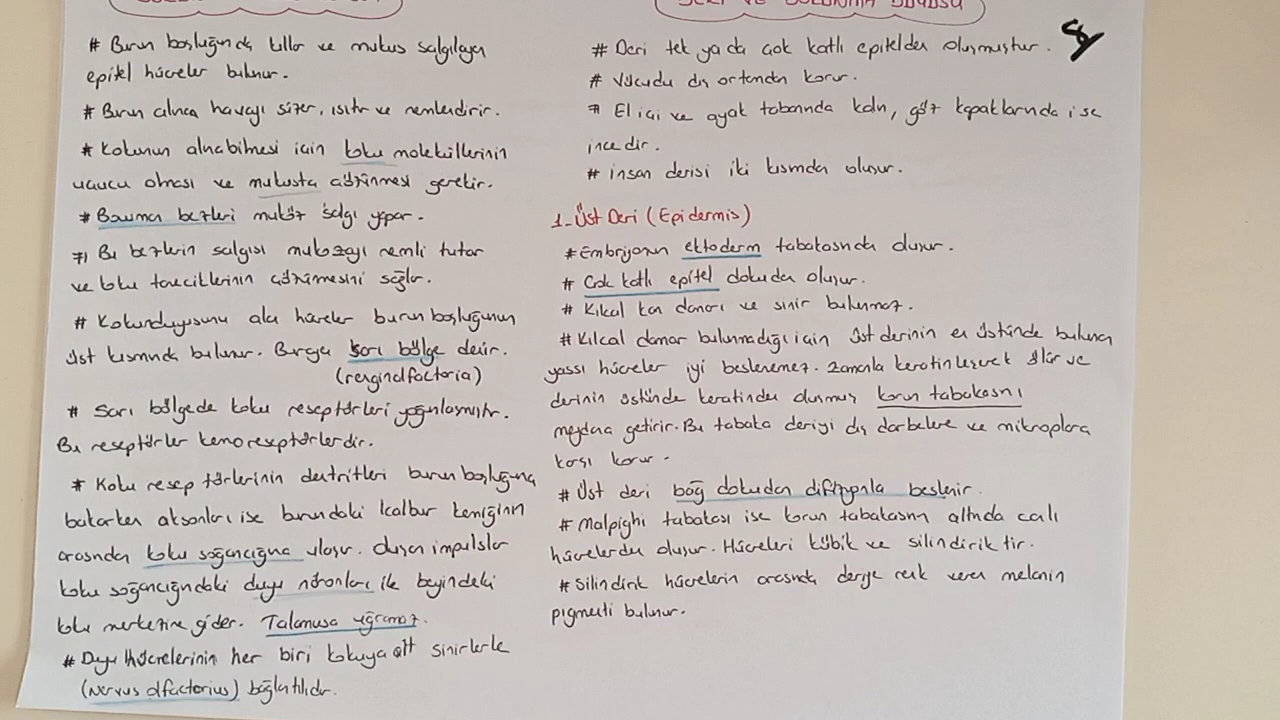 # Burun boşluğunda kıllar ve mukus salgılayan
epitel hücreler bulunur.
# Burun alınan havayı süzer, ısıtır ve nemlendirir.
# Kokunun alınabilmesi için koku moleküllerinin
uçucu olması ve mukusta çözünmesi gerekir.
# Bowman bezleri muköz salgı yapar.
# Bu bezlerin salgısı mukozayı nemli tutar
ve koku taneciklerinin çözünmesini sağlar.
# Koku duyusunu alan hücreler burun boşluğunun
üst kısmında bulunur. Buraya sarı bölge denir.
# Sarı bölgede koku reseptörleri yoğunlaşmıştır.
Bu reseptörler kemoreseptörlerdir.
# Koku reseptörlerinin dentritleri burun boşluğuna
bakarken aksonları ise burundaki kalbur kemiğinin
arasından koku soğancığına ulaşır. Oluşan impulslar
koku soğancığındaki duyu nöronları ile beyindeki
koku merkezine gider. Talamusa uğramaz.
# Duyu hücrelerinin her biri kokuya ait sinirlerle
(nervus olfactorius) bağlantılıdır.
DERİ VE DOKUNMA DUYUSU
# Deri tek ya da çok katlı epitelden oluşmuştur.
# Vücudu dış ortamdan korur.
# El içi ve ayak tabanında kalın, göz kapaklarında ise
incedir.
# İnsan derisi iki kısımdan oluşur.
1-Üst Deri (Epidermis)
# Embriyonun ektoderm tabakasından oluşur.
# Çok katlı epitel dokudan oluşur.
# Kılcal kan damarı ve sinir bulunmaz.
# Kılcal damar bulunmadığı için üst derinin en üstünde bulunan
yassı hücreler iyi beslenemez. Zamanla keratinleşerek ölür ve
derinin üstünde keratinden oluşmuş korun tabakasını
meydana getirir. Bu tabaka deriyi dış darbelere ve mikroplara
karşı korur.
# Üst deri bağ dokudan difüzyonla beslenir.
# Malpighi tabakası ise korun tabakasının altında canlı
hücrelerden oluşur. Hücreleri kübik ve silindiriktir.
# Silindirik hücrelerin arasında deriye renk veren melanin
pigmenti bulunur.